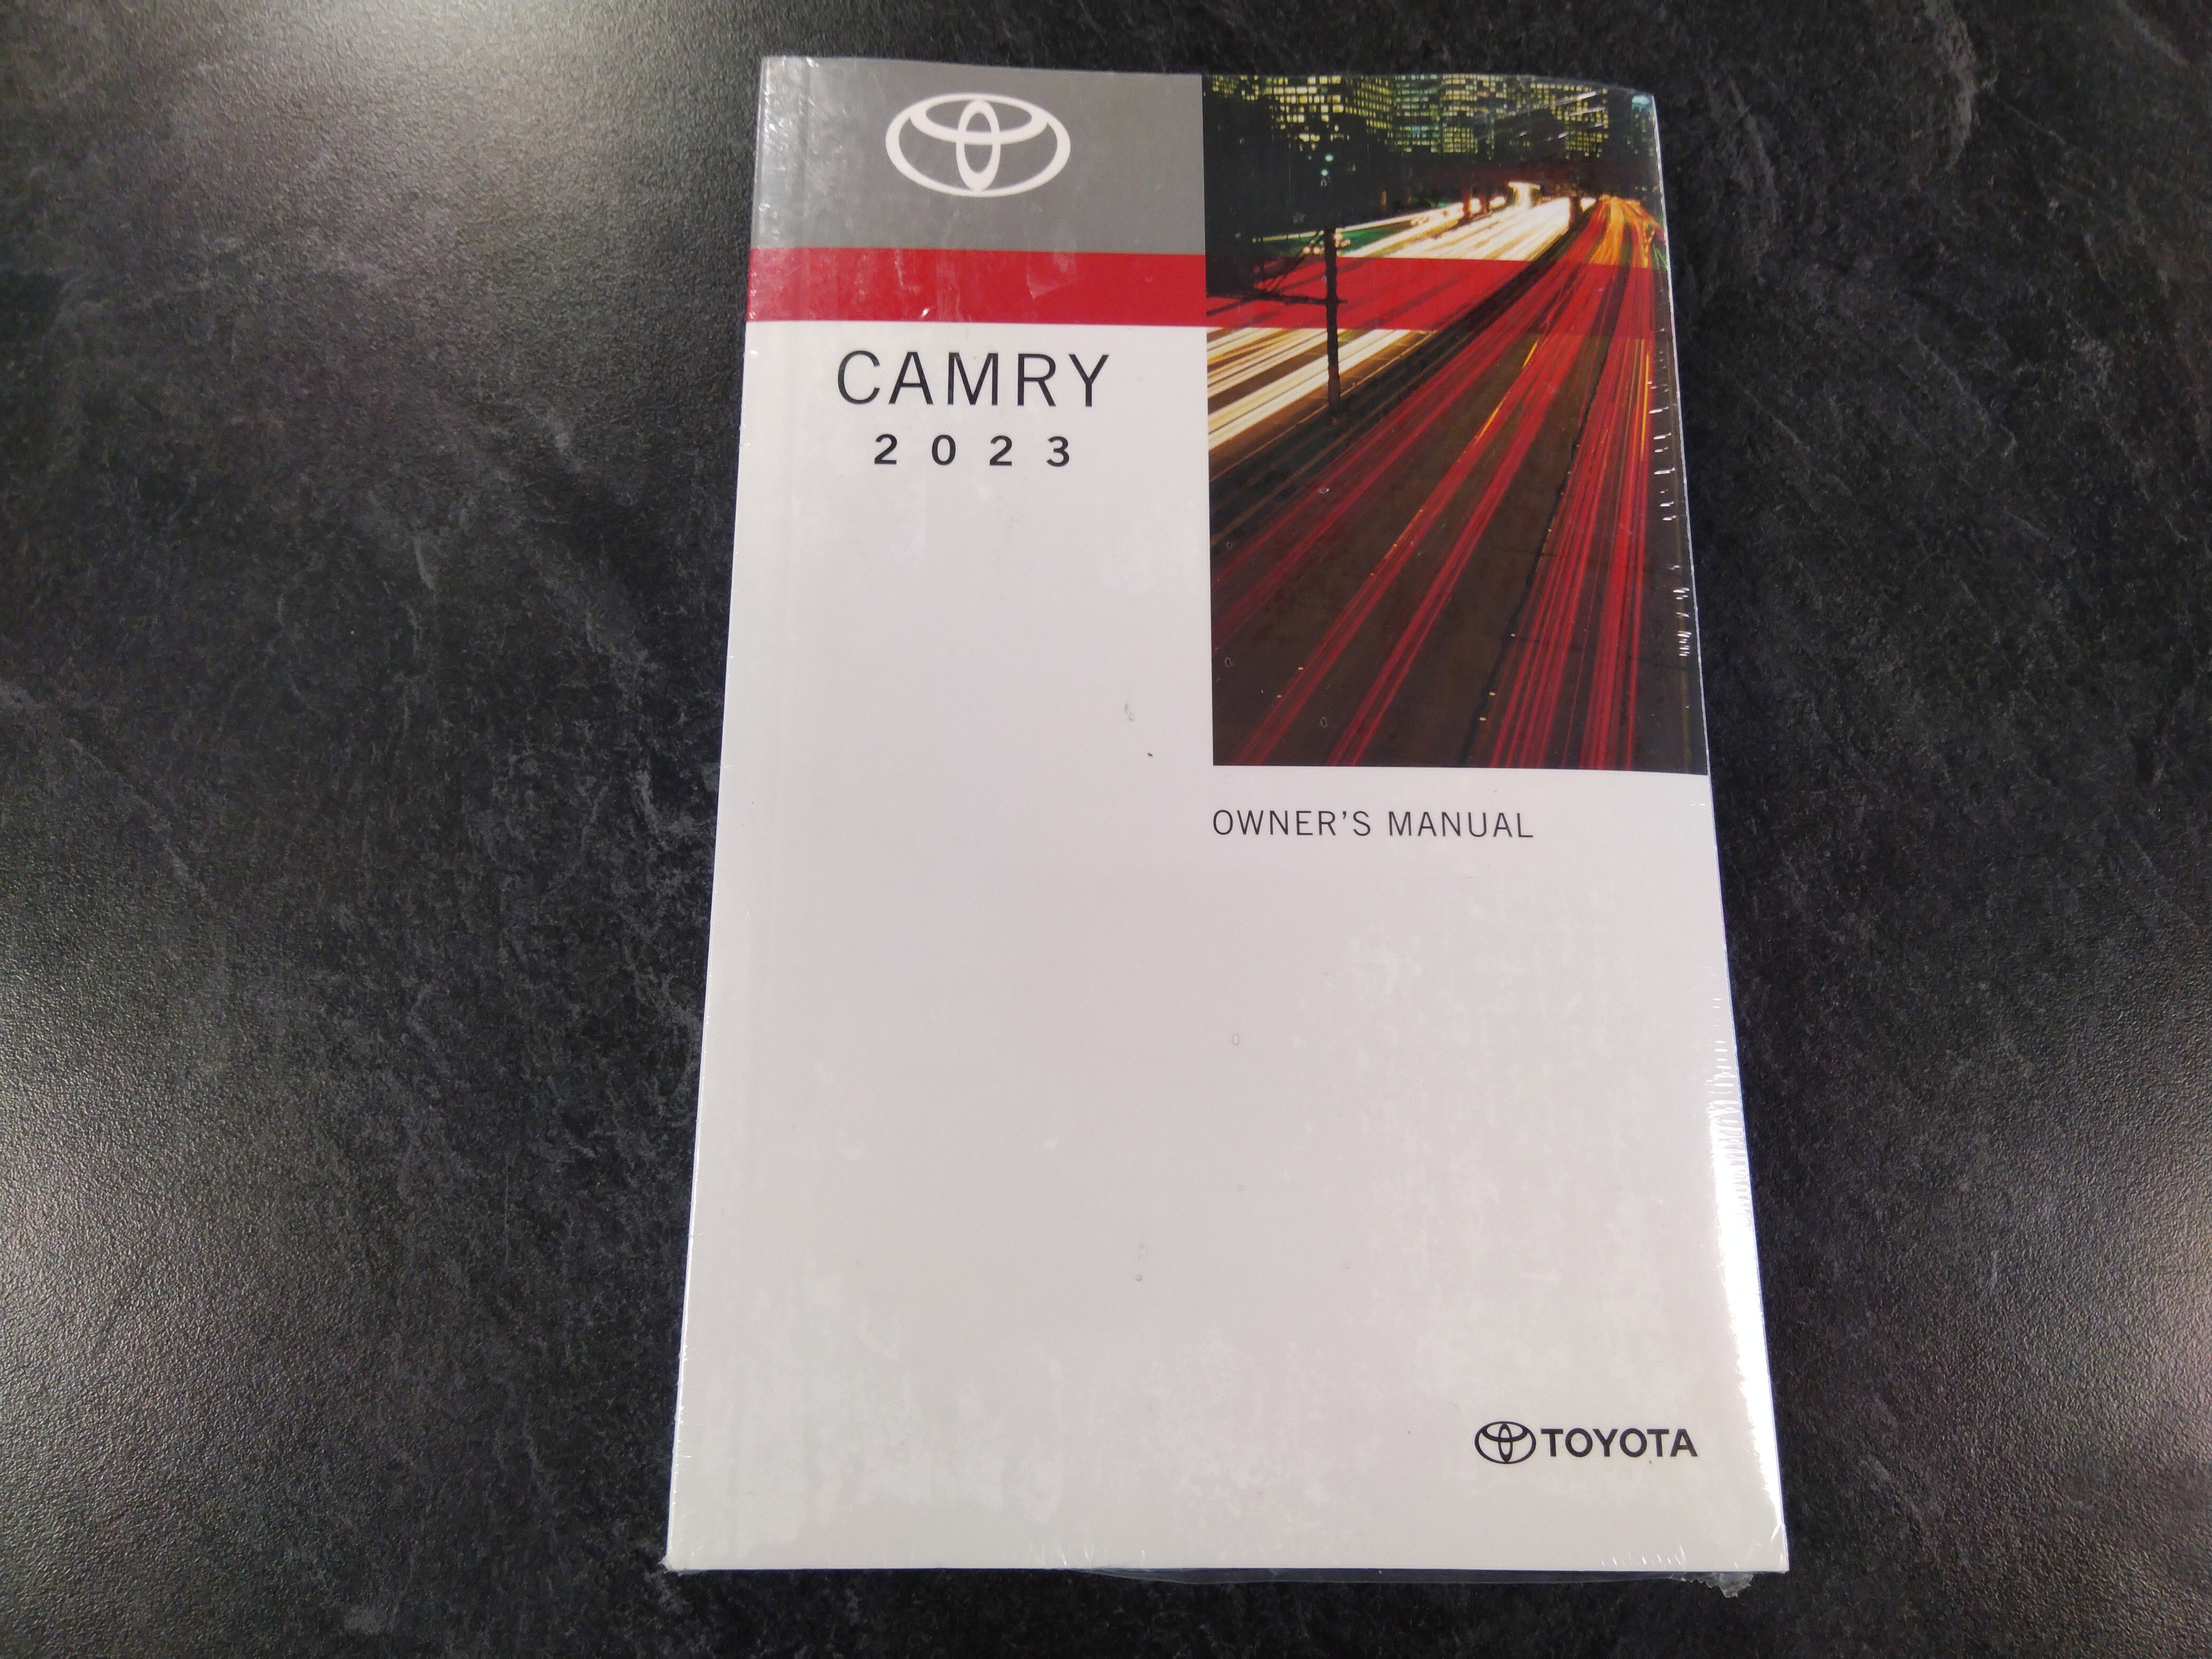 CAMRY
2023
OWNER'S MANUAL
TOYOTA